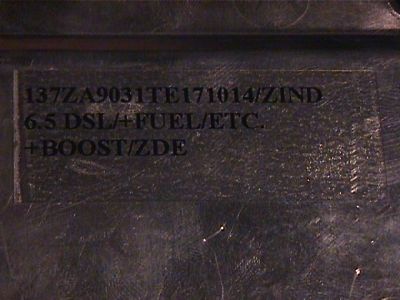 137ZA9031TE171014/ZIND
6.5 DSL/+FUEL/ETC.
+BOOST/ZDE